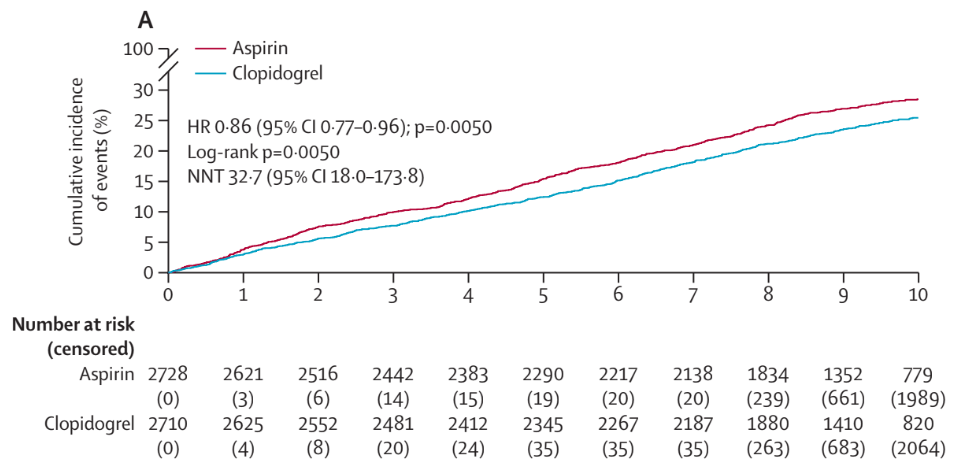 A
100
Aspirin
Clopidogrel
Cumulative incidence
of events (%)
30
25
20
15
10
5
0
HR 0·86 (95% CI 0·77–0·96); p=0·0050
Log-rank p=0·0050
NNT 32·7 (95% CI 18·0–173·8)
0 1 2 3 4 5 6 7 8 9 10
Number at risk
(censored)
Aspirin 2728 2621 2516 2442 2383 2290 2217 2138 1834 1352 779
(0) (3) (6) (14) (15) (19) (20) (20) (239) (661) (1989)
Clopidogrel 2710 2625 2552 2481 2412 2345 2267 2187 1880 1410 820
(0) (4) (8) (20) (24) (35) (35) (35) (263) (683) (2064)